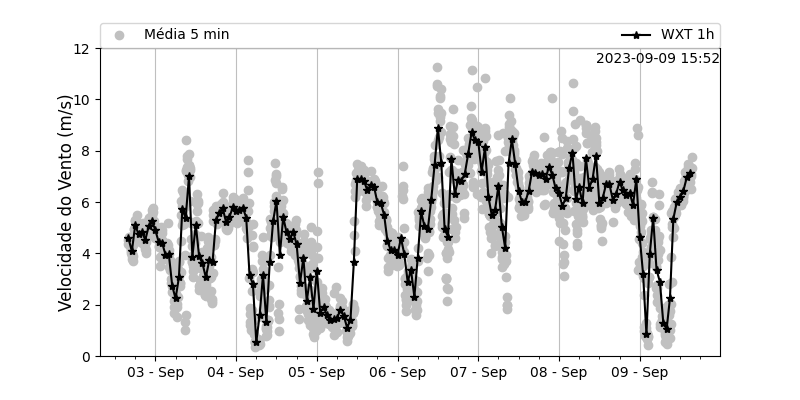 Média 5 min
WXT 1h
2023-09-09 15:52
Velocidade do Vento (m/s)
12
10
8
6
4
2
0
03 - Sep
04 - Sep
05 - Sep
06 - Sep
07 - Sep
08 - Sep
09 - Sep